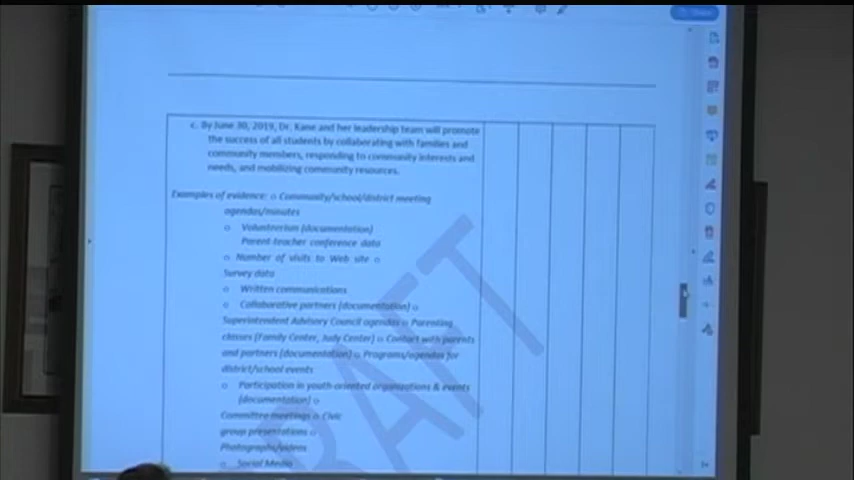 c. By June 30, 2019, Dr. Kane and her leadership team will promote
the success of all students by collaborating with families and
community members, responding to community interests and
needs, and mobilizing community resources.
Examples of evidence: o Community/school/district meeting
agendas/minutes
o Volunteerism (documentation)
Parent-teacher conference data
o Number of visits to Web site o
Survey data
o Written communications
o Collaborative partners (documentation) o
Superintendent Advisory Council agendas o Parenting
classes (Family Center, Judy Center) o Contact with parents
and partners (documentation) o Programs/agendas for
district/school events
o Participation in youth-oriented organizations & events
(documentation) o
Committee meetings o Civic
group presentations o
Photographs/videos
o Social Media
DRAFT